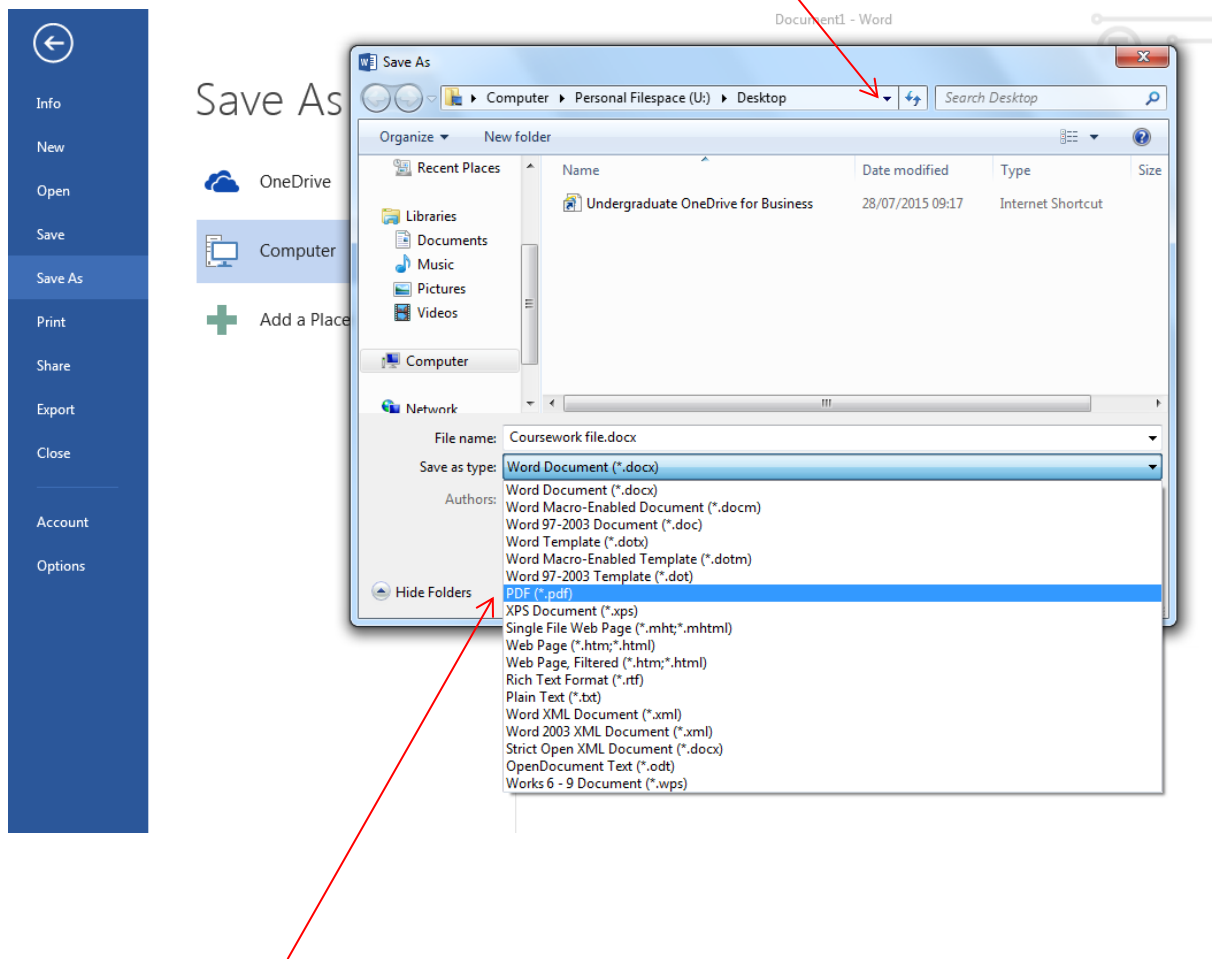 Document1 - Word
Info
New
Open
Save
Save As
Print
Share
Export
Close
Account
Options
Save As
OneDrive
Computer
Add a Place
Save As
Computer Personal Filespace (U:) Desktop
Search Desktop
Organize New folder
Recent Places
Libraries
Documents
Music
Pictures
Videos
Computer
Network
Name Date modified Type Size
Undergraduate OneDrive for Business 28/07/2015 09:17 Internet Shortcut
File name: Coursework file.docx
Save as type: Word Document (*.docx)
Authors:
Word Document (*.docx)
Word Macro-Enabled Document (*.docm)
Word 97-2003 Document (*.doc)
Word Template (*.dotx)
Word Macro-Enabled Template (*.dotm)
Word 97-2003 Template (*.dot)
PDF (*.pdf)
XPS Document (*.xps)
Single File Web Page (*.mht;*.mhtml)
Web Page (*.htm;*.html)
Web Page, Filtered (*.htm;*.html)
Rich Text Format (*.rtf)
Plain Text (*.txt)
Word XML Document (*.xml)
Word 2003 XML Document (*.xml)
Strict Open XML Document (*.docx)
OpenDocument Text (*.odt)
Works 6 - 9 Document (*.wps)
Hide Folders